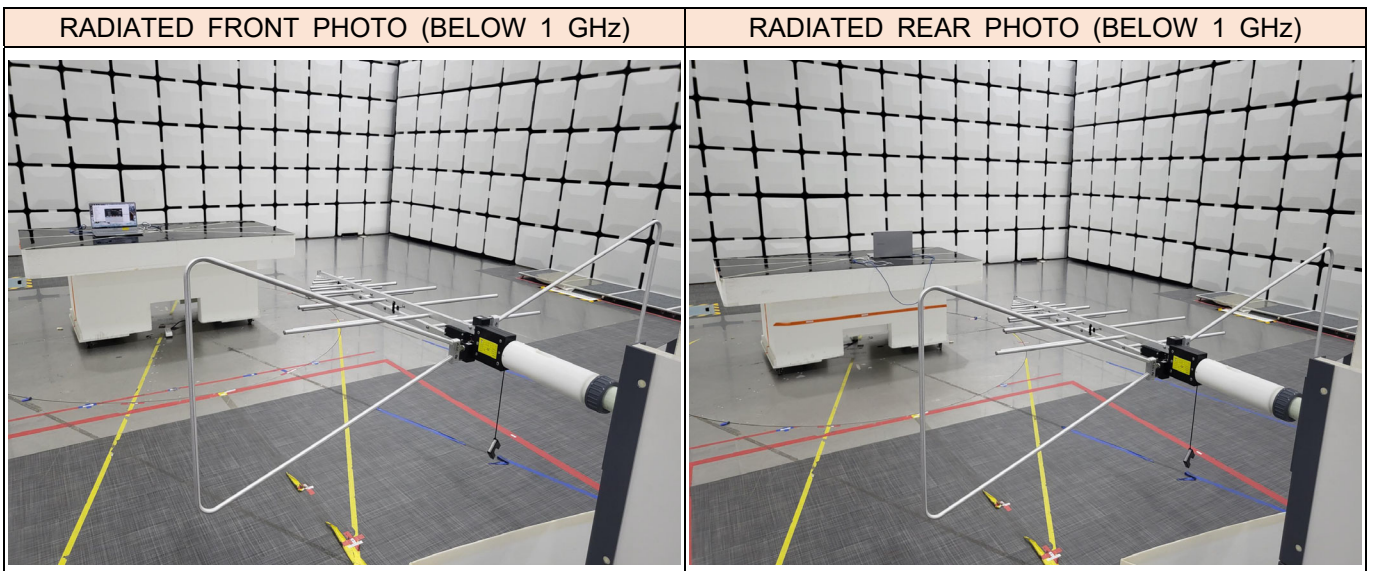 RADIATED FRONT PHOTO (BELOW 1 GHz)
RADIATED REAR PHOTO (BELOW 1 GHz)